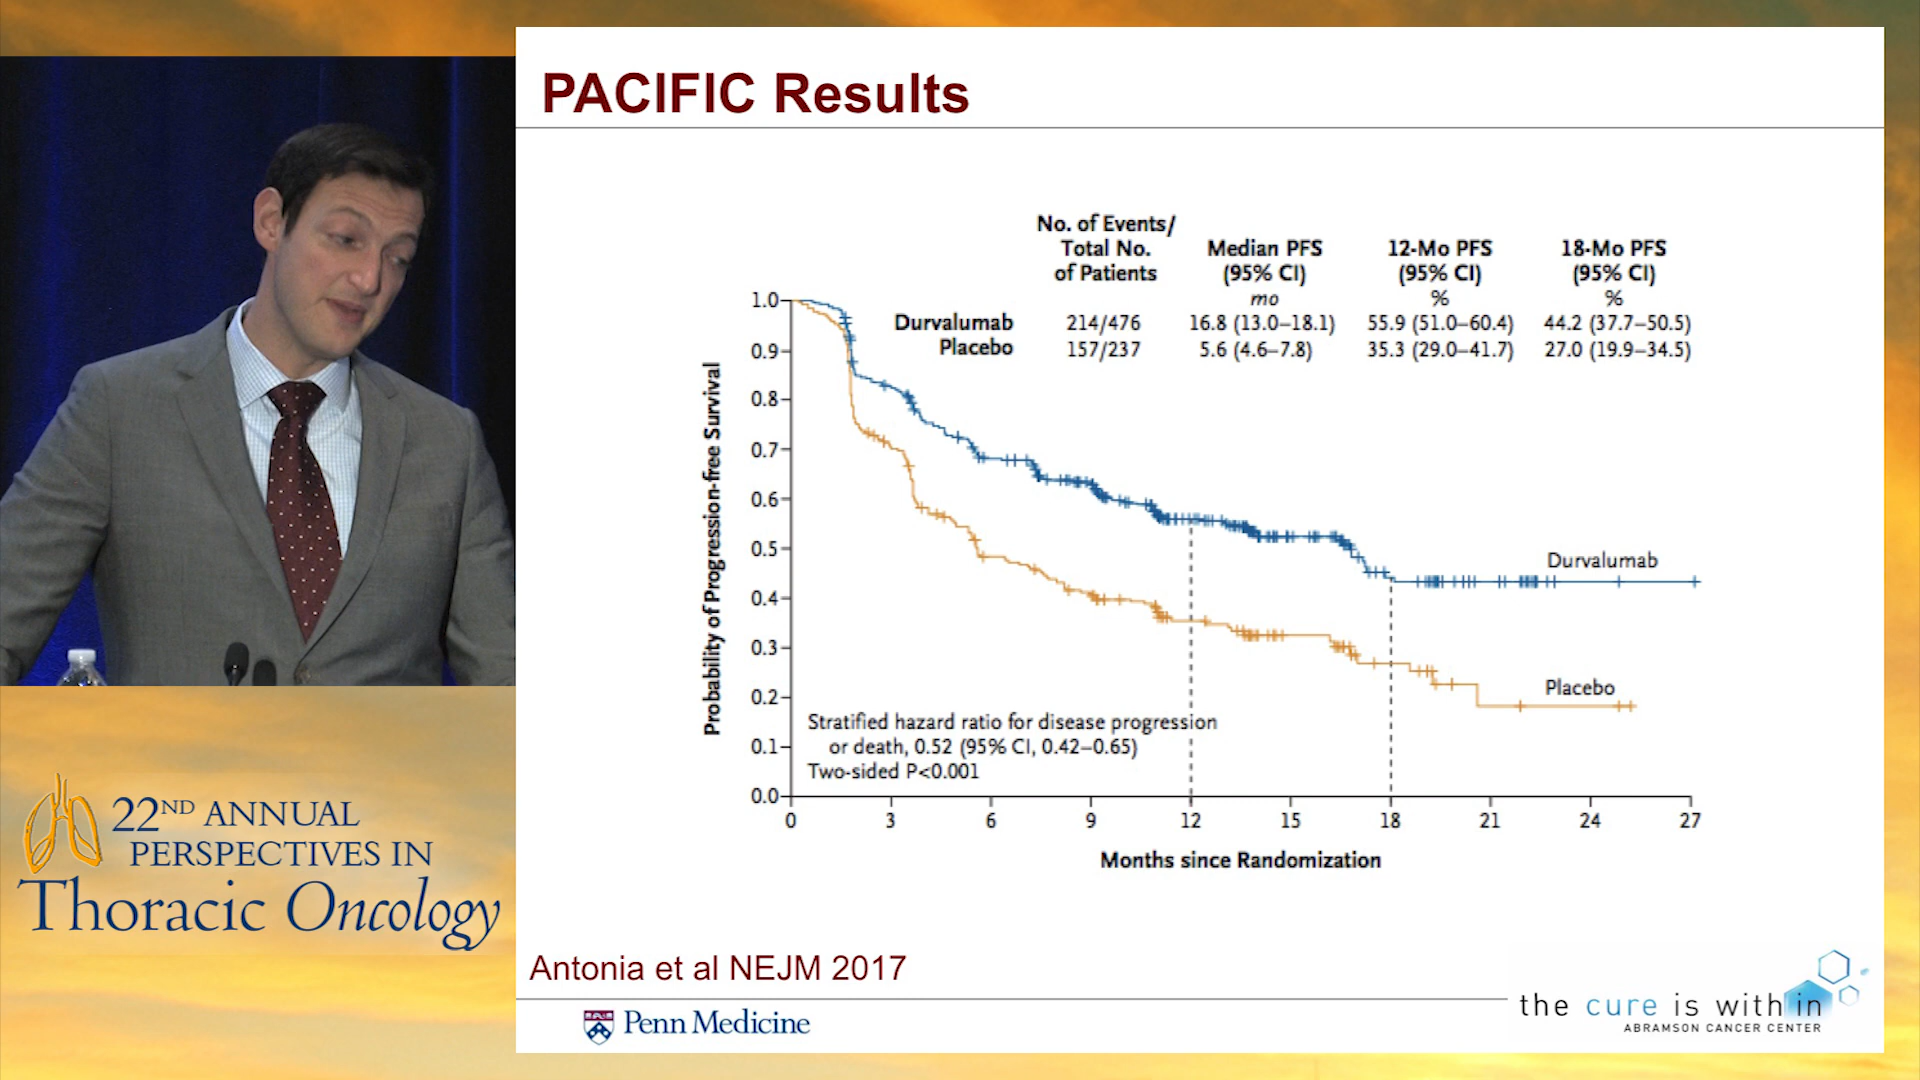 PACIFIC Results
No. of Events/
Total No.
of Patients
Median PFS
(95% CI)
mo
12-Mo PFS
(95% CI)
%
18-Mo PFS
(95% CI)
%
Durvalumab 214/476 16.8 (13.0–18.1) 55.9 (51.0–60.4) 44.2 (37.7–50.5)
Placebo 157/237 5.6 (4.6–7.8) 35.3 (29.0–41.7) 27.0 (19.9–34.5)
Probability of Progression-free Survival
1.0
0.9
0.8
0.7
0.6
0.5
0.4
0.3
0.2
0.1
0.0
Durvalumab
Placebo
Stratified hazard ratio for disease progression
or death, 0.52 (95% CI, 0.42–0.65)
Two-sided P<0.001
0 3 6 9 12 15 18 21 24 27
Months since Randomization
22ND ANNUAL
PERSPECTIVES IN
Thoracic Oncology
Antonia et al NEJM 2017
Penn Medicine
the cure is within
ABRAMSON CANCER CENTER